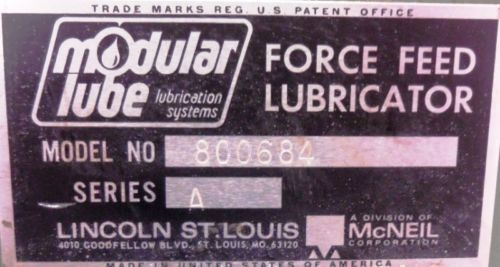 TRADE MARKS REG. U.S. PATENT OFFICE
modular
lube lubrication
systems
FORCE FEED
LUBRICATOR
MODEL NO 800684
SERIES A
LINCOLN ST. LOUIS
4010 GOODFELLOW BLVD., ST. LOUIS, MO. 63120
A DIVISION OF
McNEIL
CORPORATION
MADE IN UNITED STATES OF AMERICA